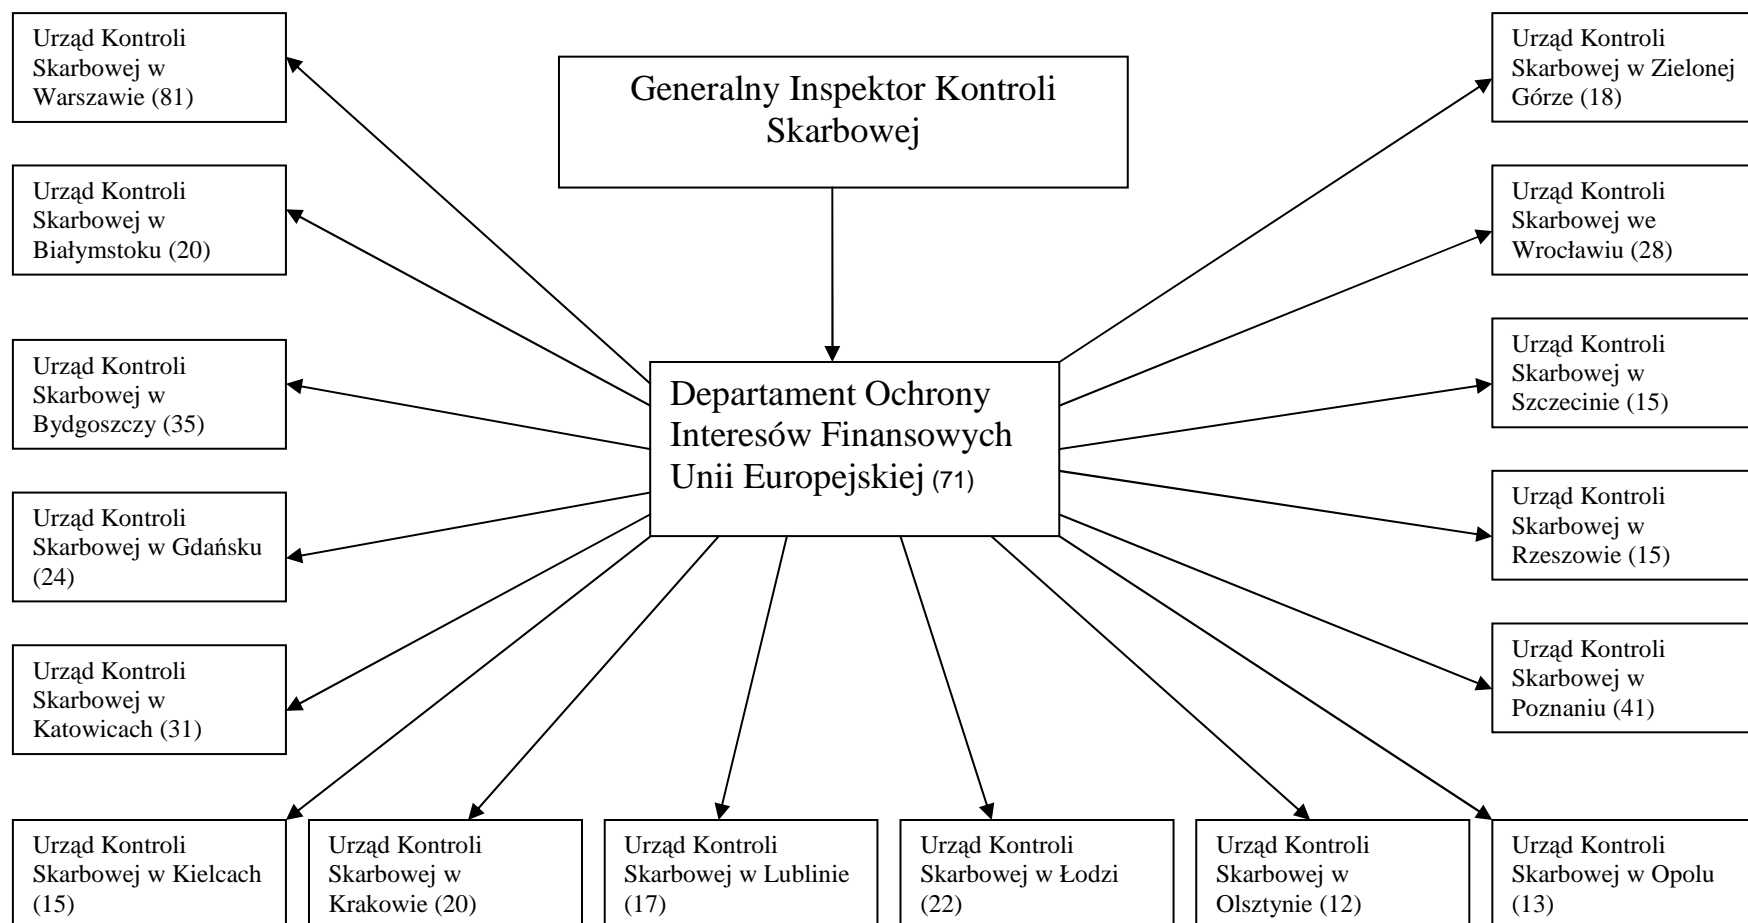 Urząd Kontroli
Skarbowej w
Warszawie (81)
Generalny Inspektor Kontroli
Skarbowej
Urząd Kontroli
Skarbowej w Zielonej
Górze (18)
Urząd Kontroli
Skarbowej w
Białymstoku (20)
Urząd Kontroli
Skarbowej we
Wrocławiu (28)
Urząd Kontroli
Skarbowej w
Bydgoszczy (35)
Departament Ochrony
Interesów Finansowych
Unii Europejskiej (71)
Urząd Kontroli
Skarbowej w
Szczecinie (15)
Urząd Kontroli
Skarbowej w Gdańsku
(24)
Urząd Kontroli
Skarbowej w
Rzeszowie (15)
Urząd Kontroli
Skarbowej w
Katowicach (31)
Urząd Kontroli
Skarbowej w
Poznaniu (41)
Urząd Kontroli
Skarbowej w Kielcach
(15)
Urząd Kontroli
Skarbowej w
Krakowie (20)
Urząd Kontroli
Skarbowej w Lublinie
(17)
Urząd Kontroli
Skarbowej w Łodzi
(22)
Urząd Kontroli
Skarbowej w
Olsztynie (12)
Urząd Kontroli
Skarbowej w Opolu
(13)